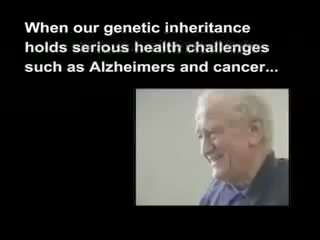 When our genetic inheritance
holds serious health challenges
such as Alzheimers and cancer...